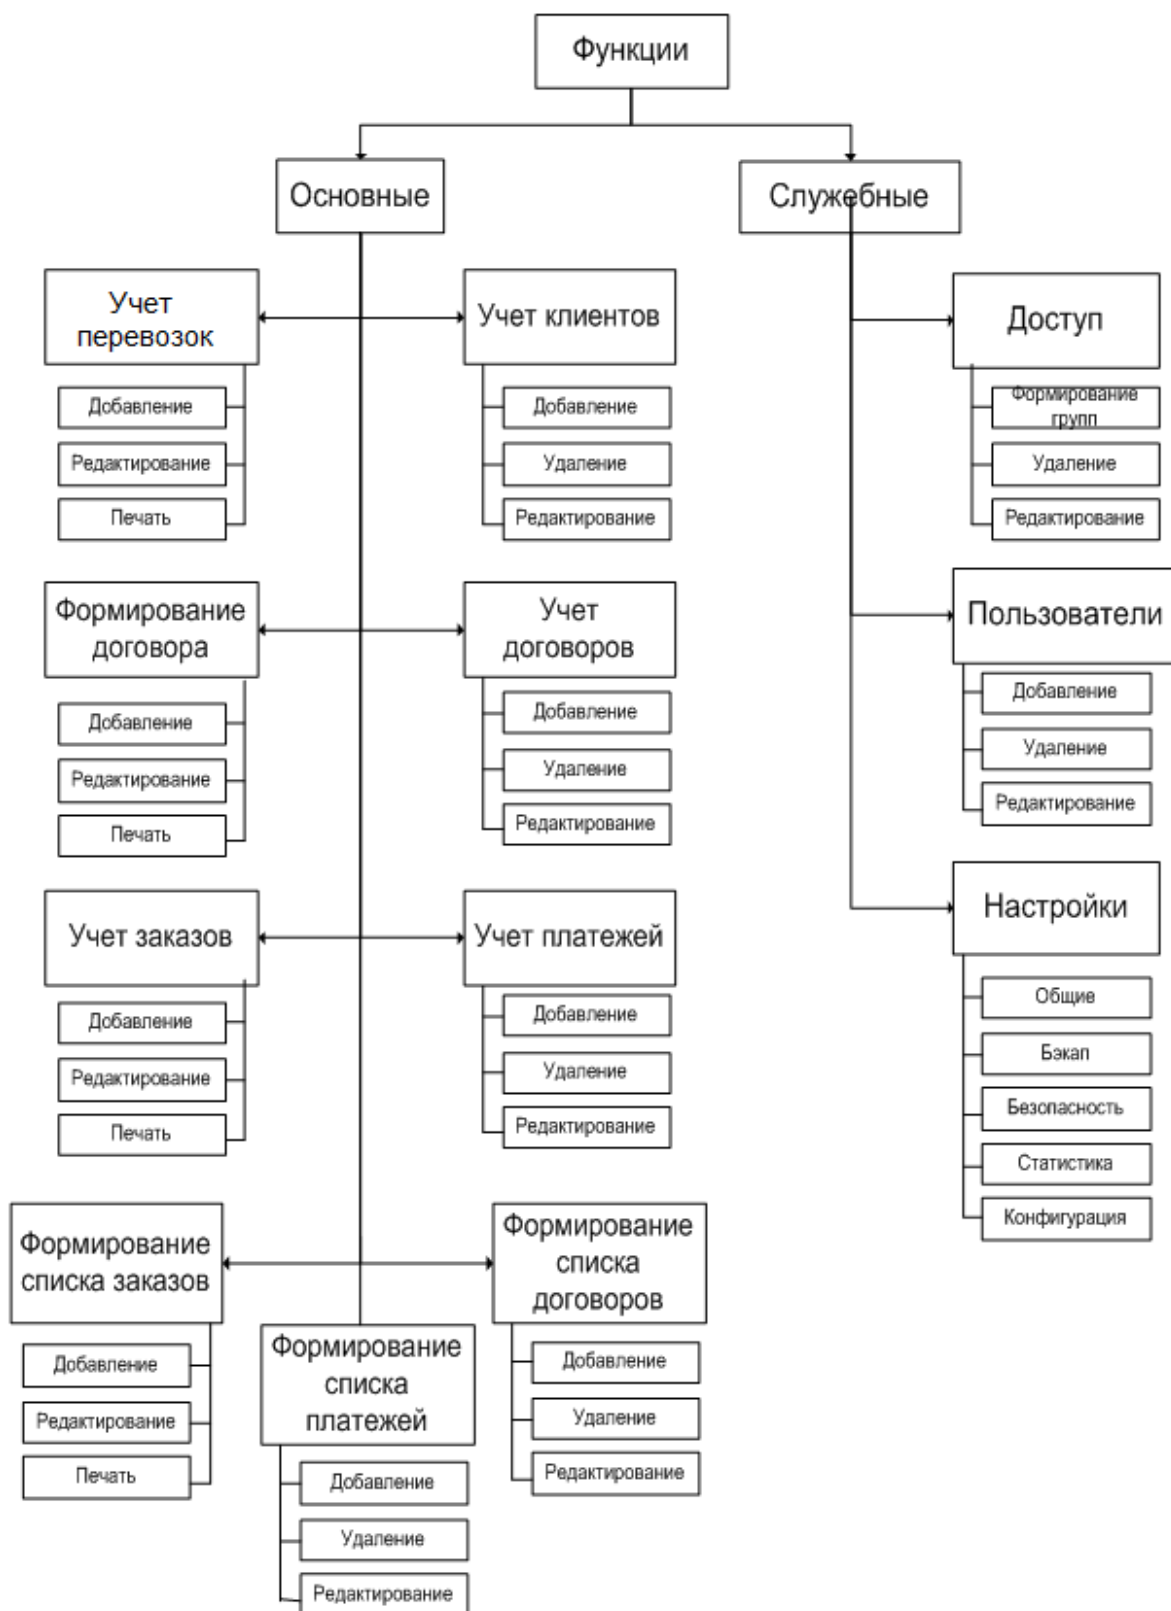 Функции
Основные
Служебные
Учет
перевозок
Добавление
Редактирование
Печать
Учет клиентов
Добавление
Удаление
Редактирование
Доступ
Формирование
групп
Удаление
Редактирование
Формирование
договора
Добавление
Редактирование
Печать
Учет
договоров
Добавление
Удаление
Редактирование
Пользователи
Добавление
Удаление
Редактирование
Учет заказов
Добавление
Редактирование
Печать
Учет платежей
Добавление
Удаление
Редактирование
Настройки
Общие
Бэкап
Безопасность
Статистика
Конфигурация
Формирование
списка заказов
Добавление
Редактирование
Печать
Формирование
списка
платежей
Добавление
Удаление
Редактирование
Формирование
списка
договоров
Добавление
Удаление
Редактирование